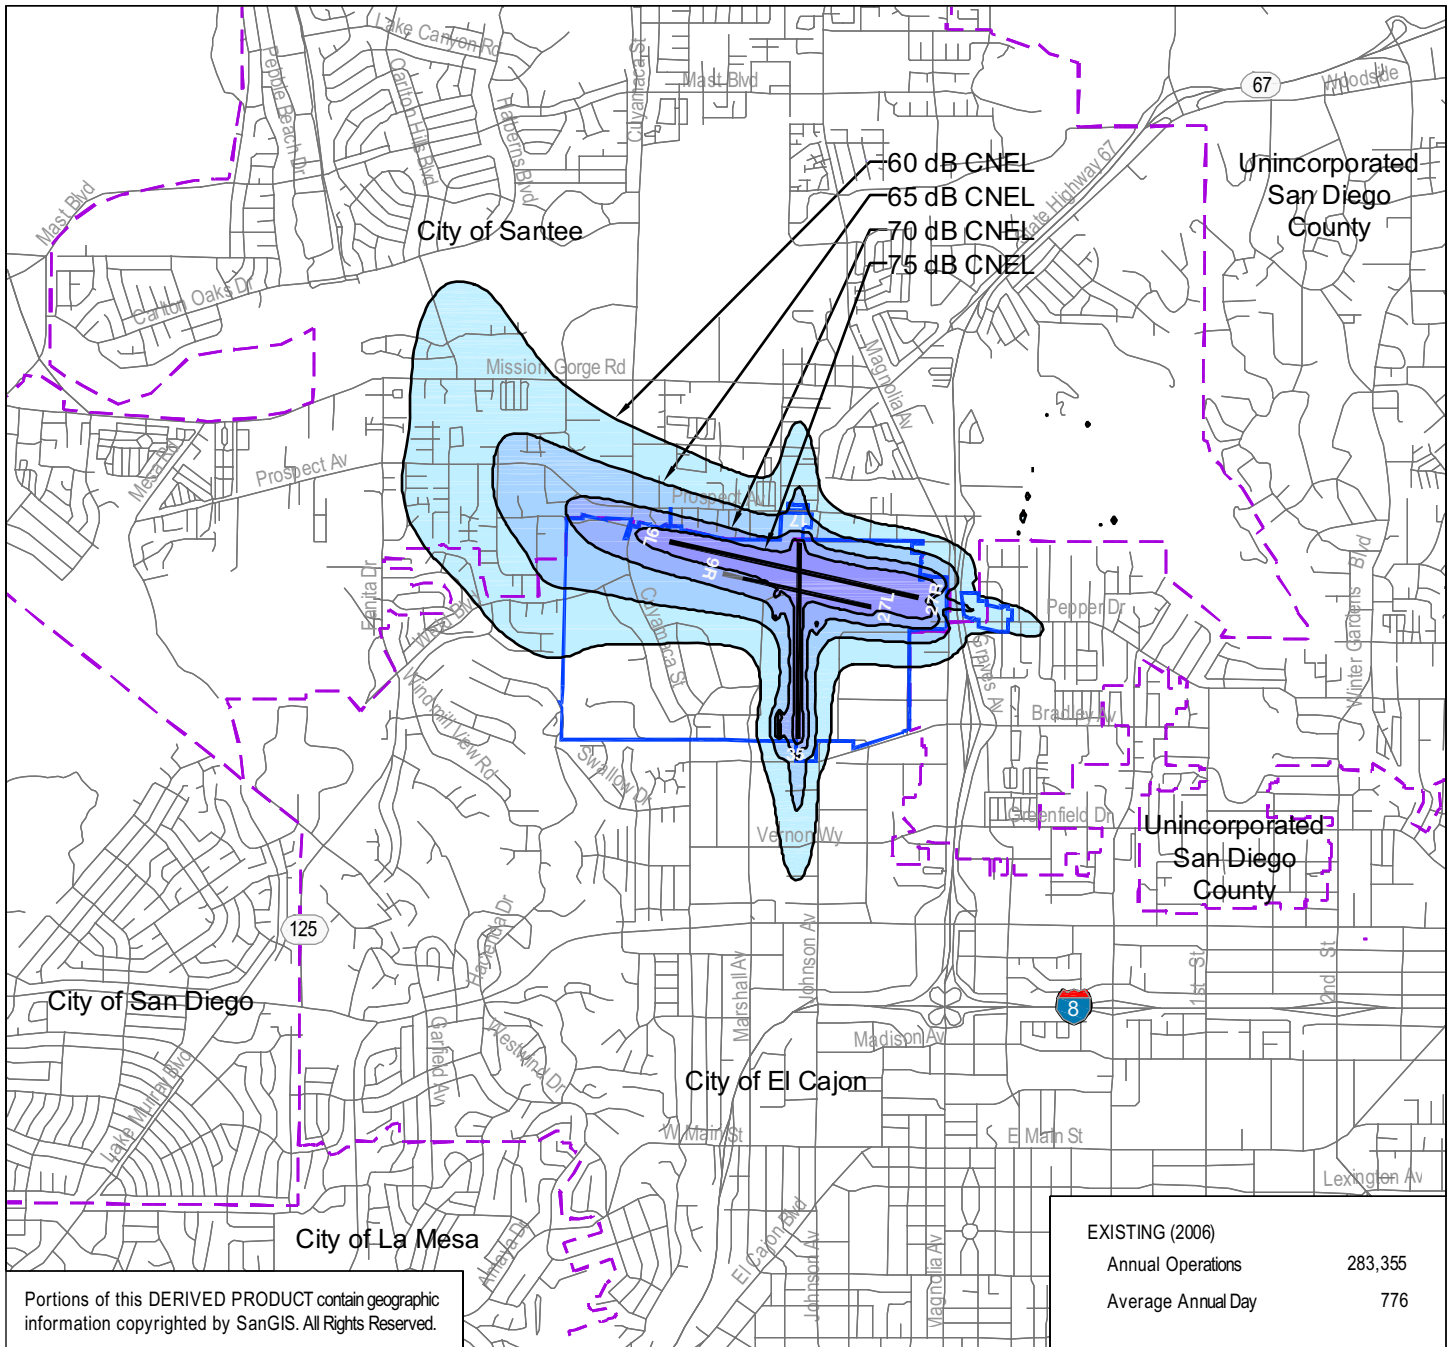 Lake Canyon Rd
Cuyamaca St
Mast Blvd
Pebble Beach Dr
Carlton Hills Blvd
Halberns Blvd
67
Woodside
60 dB CNEL
65 dB CNEL
70 dB CNEL
75 dB CNEL
State Highway 67
Unincorporated
San Diego
County
Mast Blvd
City of Santee
Carlton Oaks Dr
Mission Gorge Rd
Magnolia Av
Mesa Rd
Prospect Av
Prospect Av
17
9L
9R
27L
27R
35
Fanita Dr
Weld Blvd
Cuyamaca St
Pepper Dr
Graves Av
Winter Gardens Blvd
Windmill View Rd
Bradley Av
Swallow Dr
Greenfield Dr
Vernon Wy
Unincorporated
San Diego
County
125
Hacienda Dr
Marshall Av
Johnson Av
1st St
2nd St
City of San Diego
8
Garfield Av
Westwind Dr
Madison Av
Lake Murray Blvd
City of El Cajon
W Main St
E Main St
Lexington Av
City of La Mesa
Amaya Dr
El Cajon Blvd
Johnson Av
Magnolia Av
EXISTING (2006)
Annual Operations 283,355
Average Annual Day 776
Portions of this DERIVED PRODUCT contain geographic
information copyrighted by SanGIS. All Rights Reserved.